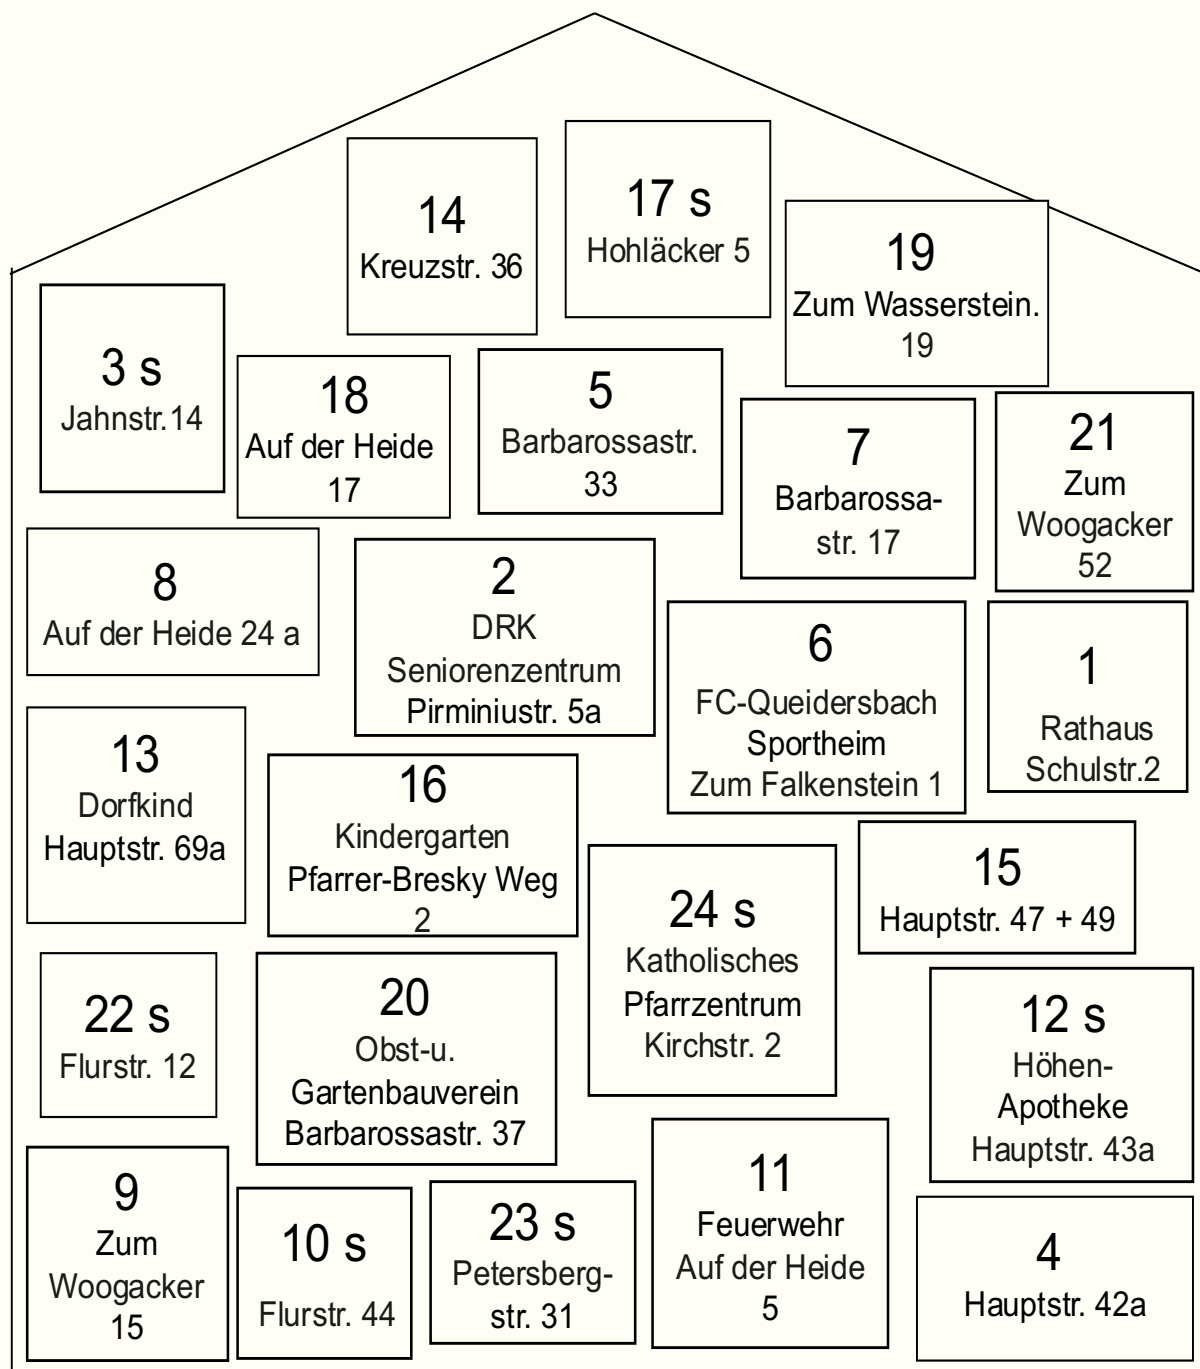 14
Kreuzstr. 36
17 s
Hohläcker 5
19
Zum Wasserstein.
19
3 s
Jahnstr.14
18
Auf der Heide
17
5
Barbarossastr.
33
7
Barbarossa-
str. 17
21
Zum
Woogacker
52
8
Auf der Heide 24 a
2
DRK
Seniorenzentrum
Pirminiustr. 5a
6
FC-Queidersbach
Sportheim
Zum Falkenstein 1
1
Rathaus
Schulstr.2
13
Dorfkind
Hauptstr. 69a
16
Kindergarten
Pfarrer-Bresky Weg
2
24 s
Katholisches
Pfarrzentrum
Kirchstr. 2
15
Hauptstr. 47 + 49
22 s
Flurstr. 12
20
Obst-u.
Gartenbauverein
Barbarossastr. 37
12 s
Höhen-
Apotheke
Hauptstr. 43a
9
Zum
Woogacker
15
10 s
Flurstr. 44
23 s
Petersberg-
str. 31
11
Feuerwehr
Auf der Heide
5
4
Hauptstr. 42a